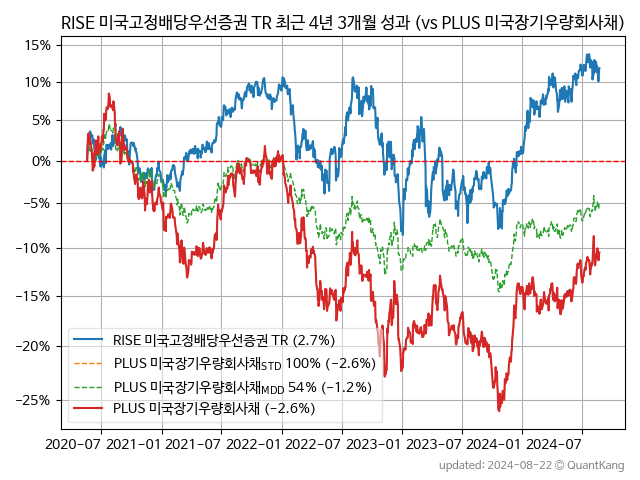 RISE 미국고정배당우선증권 TR 최근 4년 3개월 성과 (vs PLUS 미국장기우량회사채)
15%
10%
5%
0%
−5%
−10%
−15%
−20%
−25%
RISE 미국고정배당우선증권 TR (2.7%)
PLUS 미국장기우량회사채STD 100% (−2.6%)
PLUS 미국장기우량회사채MDD 54% (−1.2%)
PLUS 미국장기우량회사채 (−2.6%)
2020-07 2021-01 2021-07 2022-01 2022-07 2023-01 2023-07 2024-01 2024-07
updated: 2024-08-22 © QuantKang